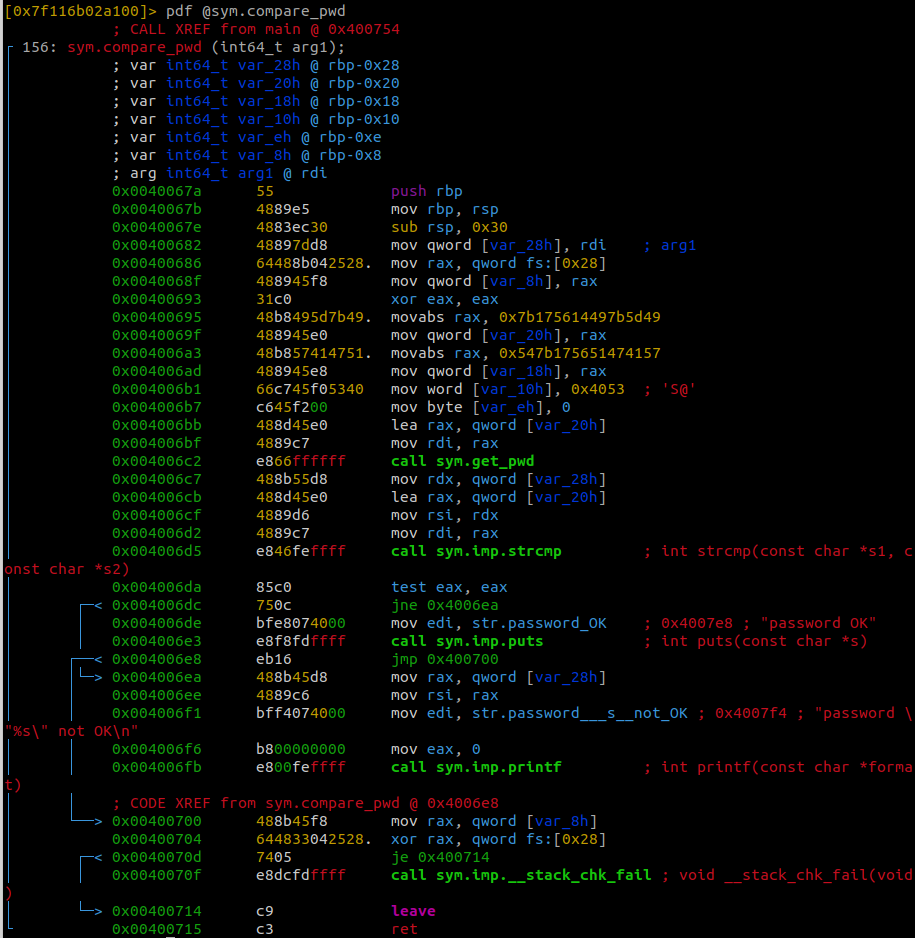 [0x7f116b02a100]> pdf @sym.compare_pwd
; CALL XREF from main @ 0x400754
156: sym.compare_pwd (int64_t arg1);
; var int64_t var_28h @ rbp-0x28
; var int64_t var_20h @ rbp-0x20
; var int64_t var_18h @ rbp-0x18
; var int64_t var_10h @ rbp-0x10
; var int64_t var_eh @ rbp-0xe
; var int64_t var_8h @ rbp-0x8
; arg int64_t arg1 @ rdi
0x0040067a 55 push rbp
0x0040067b 4889e5 mov rbp, rsp
0x0040067e 4883ec30 sub rsp, 0x30
0x00400682 48897dd8 mov qword [var_28h], rdi ; arg1
0x00400686 64488b042528. mov rax, qword fs:[0x28]
0x0040068f 488945f8 mov qword [var_8h], rax
0x00400693 31c0 xor eax, eax
0x00400695 48b8495d7b49. movabs rax, 0x7b175614497b5d49
0x0040069f 488945e0 mov qword [var_20h], rax
0x004006a3 48b857414751. movabs rax, 0x547b175651474157
0x004006ad 488945e8 mov qword [var_18h], rax
0x004006b1 66c745f05340 mov word [var_10h], 0x4053 ; 'S@'
0x004006b7 c645f200 mov byte [var_eh], 0
0x004006bb 488d45e0 lea rax, qword [var_20h]
0x004006bf 4889c7 mov rdi, rax
0x004006c2 e866ffffff call sym.get_pwd
0x004006c7 488b55d8 mov rdx, qword [var_28h]
0x004006cb 488d45e0 lea rax, qword [var_20h]
0x004006cf 4889d6 mov rsi, rdx
0x004006d2 4889c7 mov rdi, rax
0x004006d5 e846feffff call sym.imp.strcmp ; int strcmp(const char *s1, c
onst char *s2)
0x004006da 85c0 test eax, eax
0x004006dc 750c jne 0x4006ea
0x004006de bfe8074000 mov edi, str.password_OK ; 0x4007e8 ; "password OK"
0x004006e3 e8f8fdffff call sym.imp.puts ; int puts(const char *s)
0x004006e8 eb16 jmp 0x400700
0x004006ea 488b45d8 mov rax, qword [var_28h]
0x004006ee 4889c6 mov rsi, rax
0x004006f1 bff4074000 mov edi, str.password___s__not_OK ; 0x4007f4 ; "password \
"%s\" not OK\n"
0x004006f6 b800000000 mov eax, 0
0x004006fb e800feffff call sym.imp.printf ; int printf(const char *forma
t)
; CODE XREF from sym.compare_pwd @ 0x4006e8
0x00400700 488b45f8 mov rax, qword [var_8h]
0x00400704 644833042528. xor rax, qword fs:[0x28]
0x0040070d 7405 je 0x400714
0x0040070f e8dcfdffff call sym.imp.__stack_chk_fail ; void __stack_chk_fail(void
)
0x00400714 c9 leave
0x00400715 c3 ret